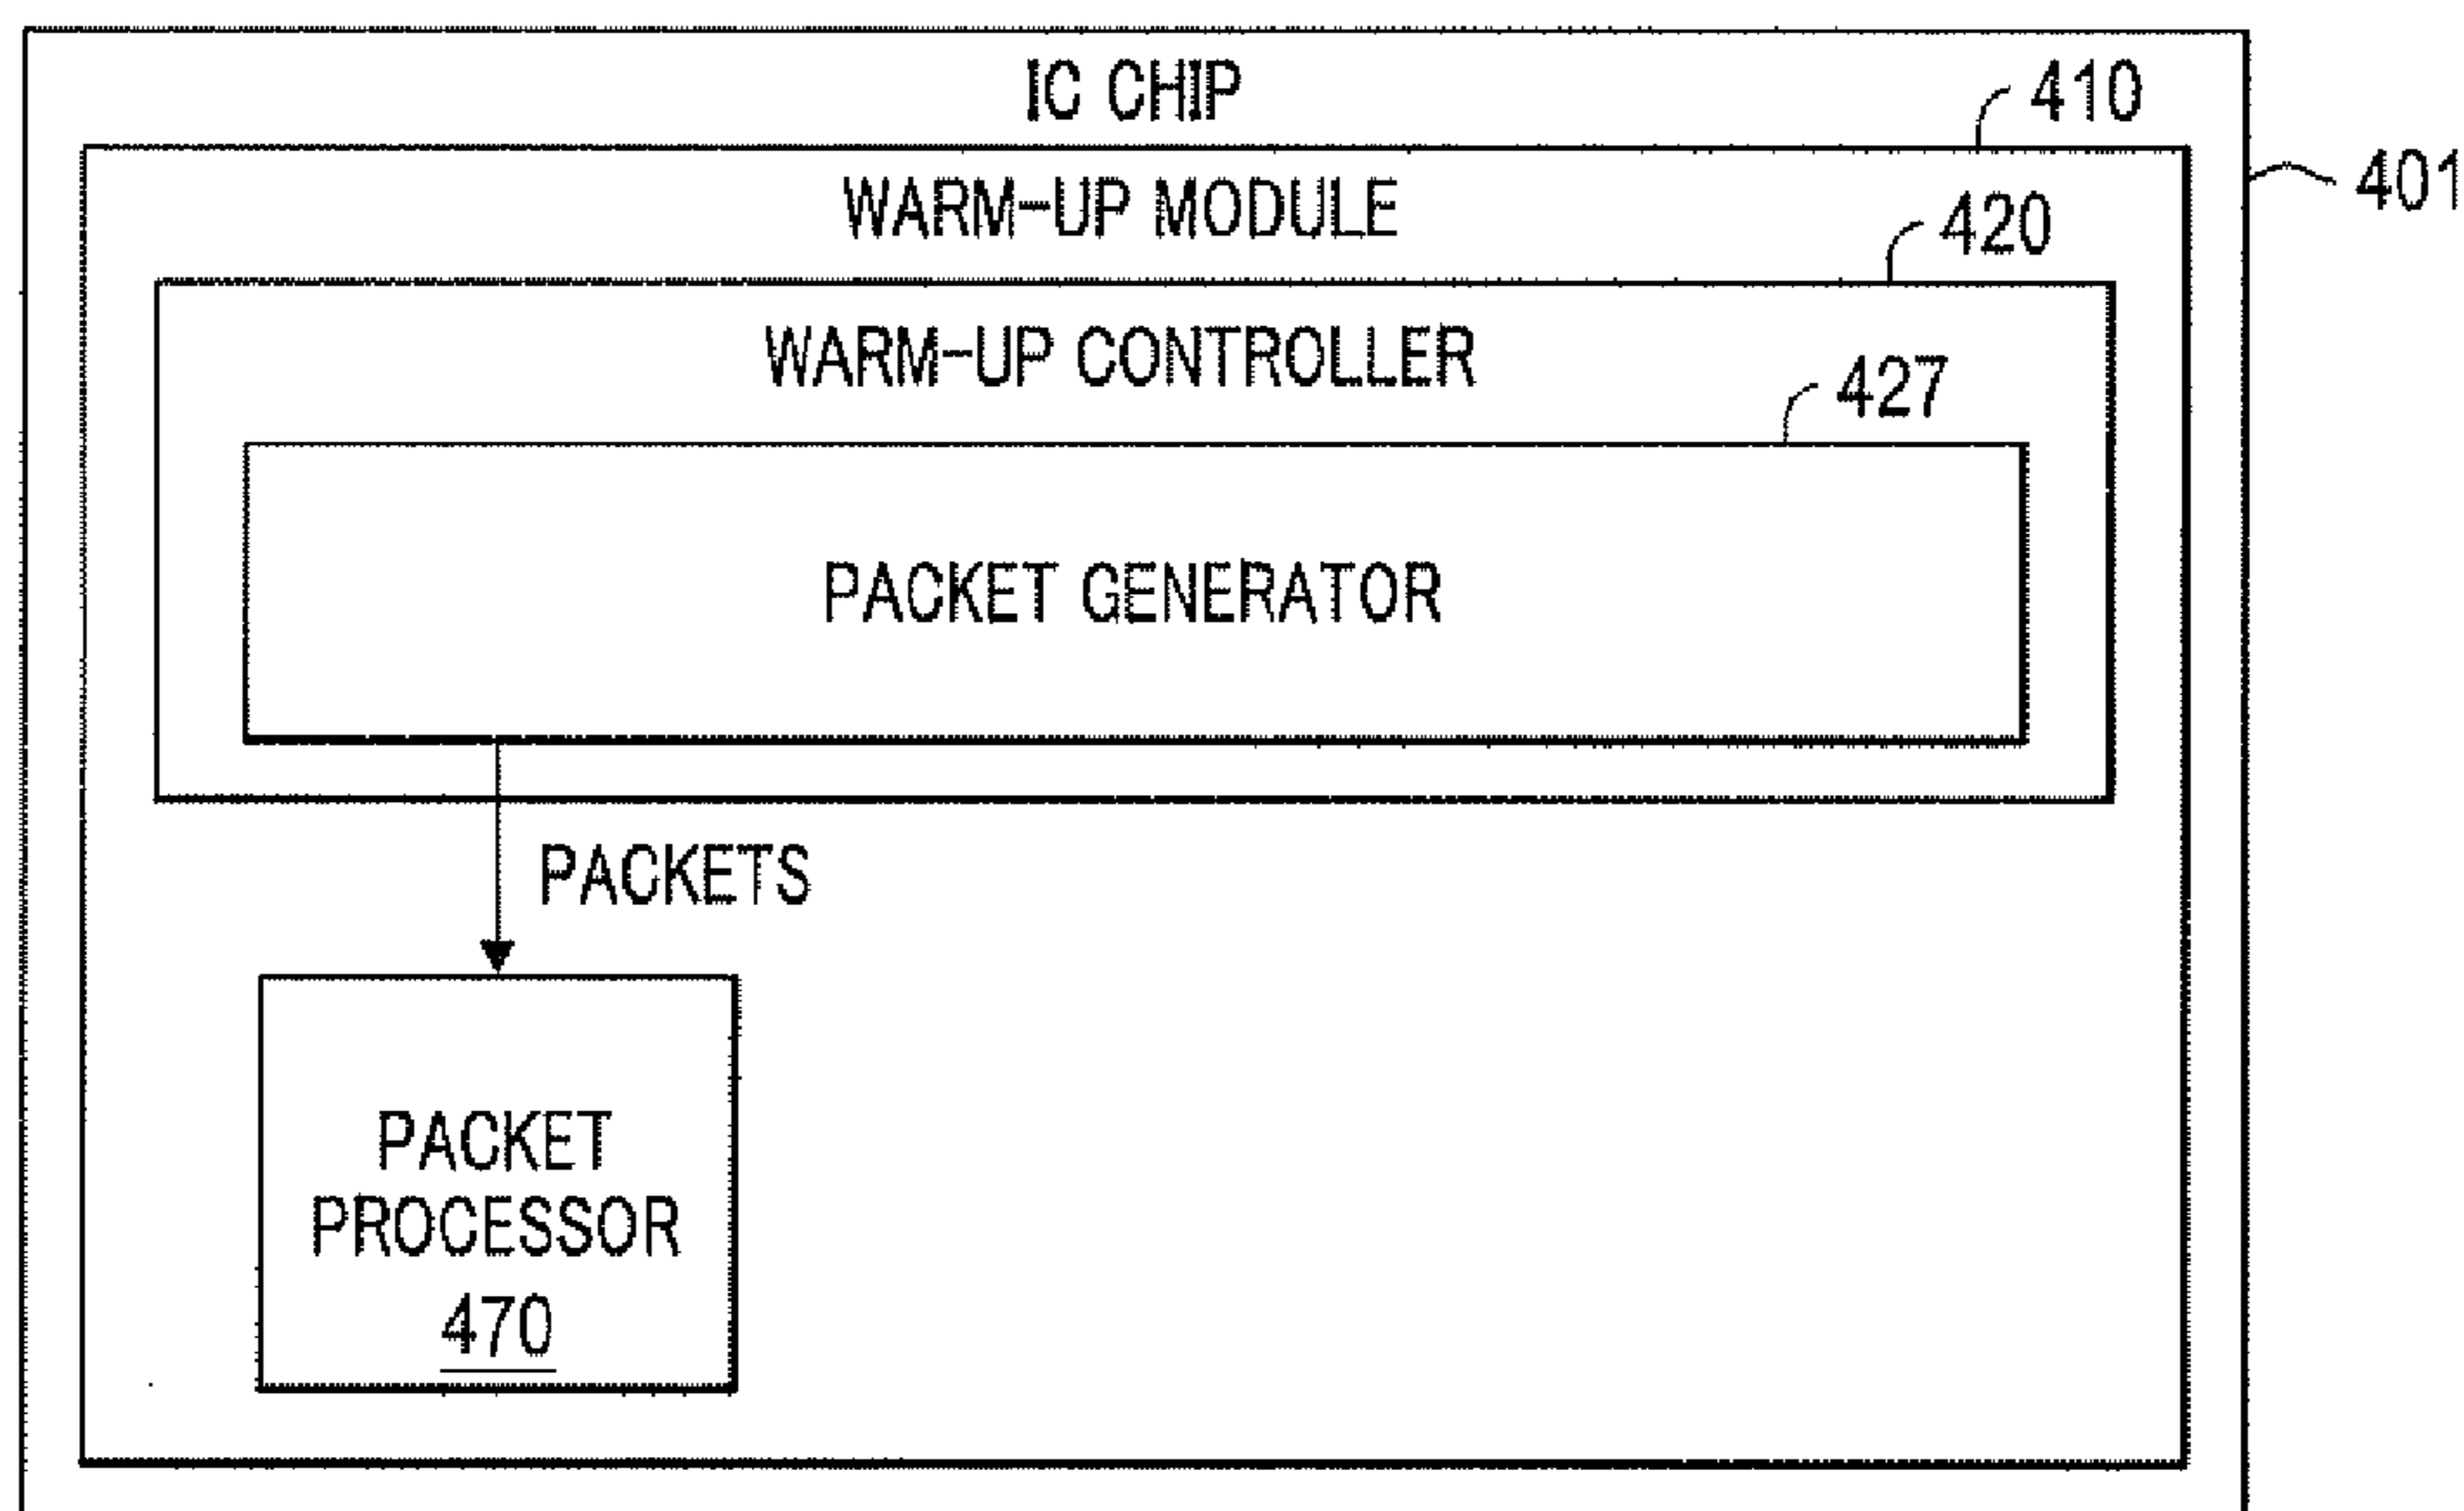 IC CHIP
410
401
WARM-UP MODULE
420
WARM-UP CONTROLLER
427
PACKET GENERATOR
PACKETS
PACKET
PROCESSOR
470